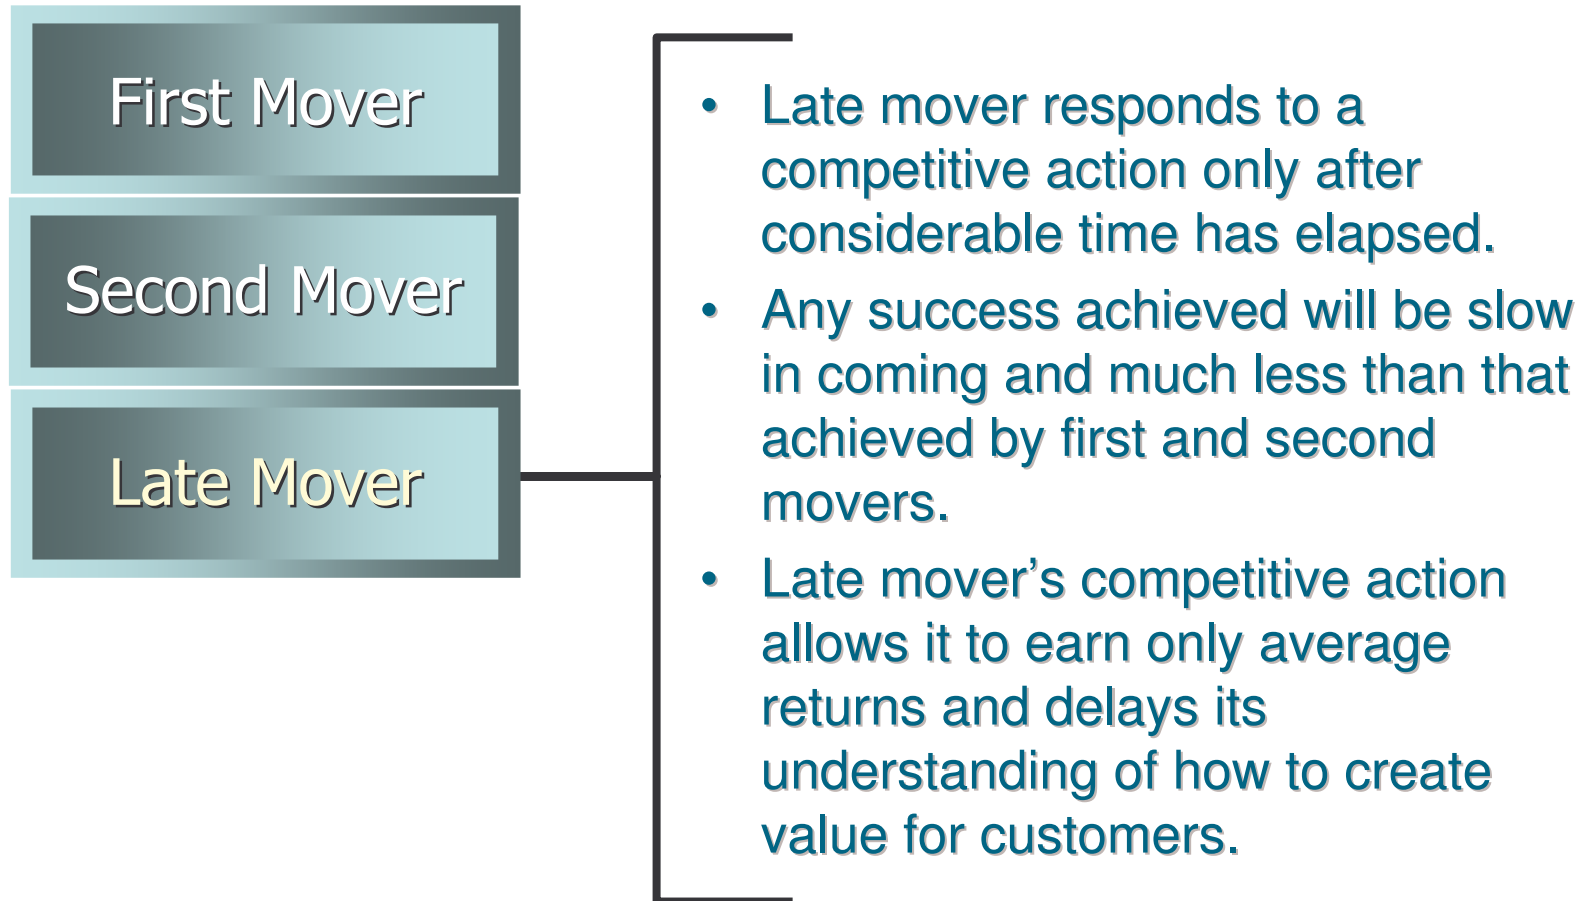 First Mover
Second Mover
Late Mover
• Late mover responds to a
competitive action only after
considerable time has elapsed.
• Any success achieved will be slow
in coming and much less than that
achieved by first and second
movers.
• Late mover’s competitive action
allows it to earn only average
returns and delays its
understanding of how to create
value for customers.